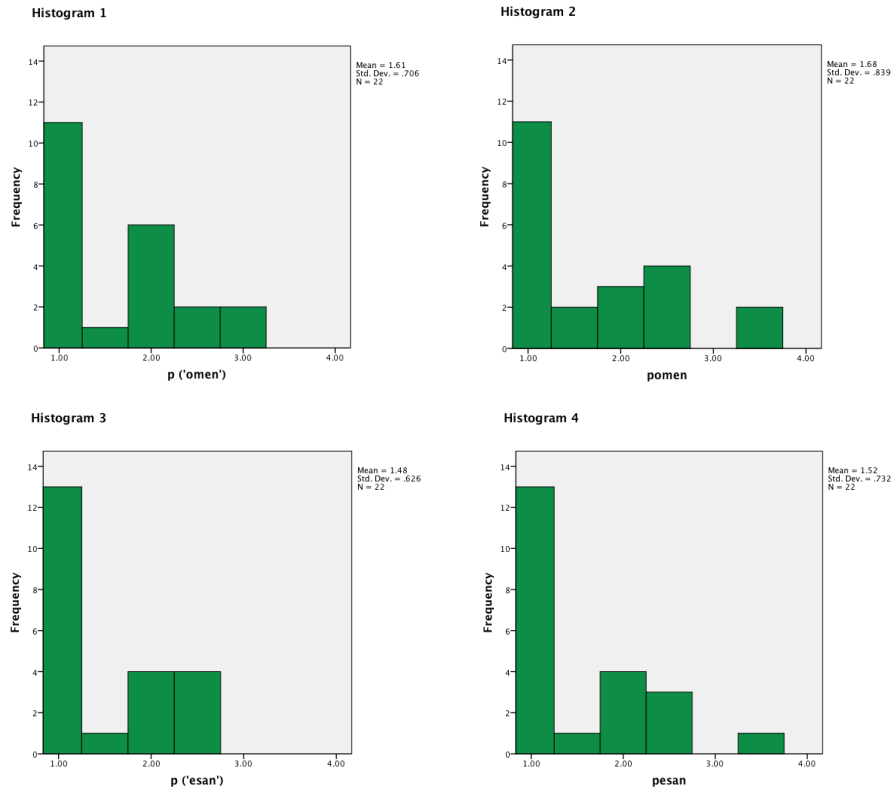 Histogram 1
14
12
10
8
6
4
2
0
Frequency
1.00 2.00 3.00 4.00
p ('omen')
Mean = 1.61
Std. Dev. = .706
N = 22
Histogram 2
14
12
10
8
6
4
2
0
Frequency
1.00 2.00 3.00 4.00
pomen
Mean = 1.68
Std. Dev. = .839
N = 22
Histogram 3
14
12
10
8
6
4
2
0
Frequency
1.00 2.00 3.00 4.00
p ('esan')
Mean = 1.48
Std. Dev. = .626
N = 22
Histogram 4
14
12
10
8
6
4
2
0
Frequency
1.00 2.00 3.00 4.00
pesan
Mean = 1.52
Std. Dev. = .732
N = 22